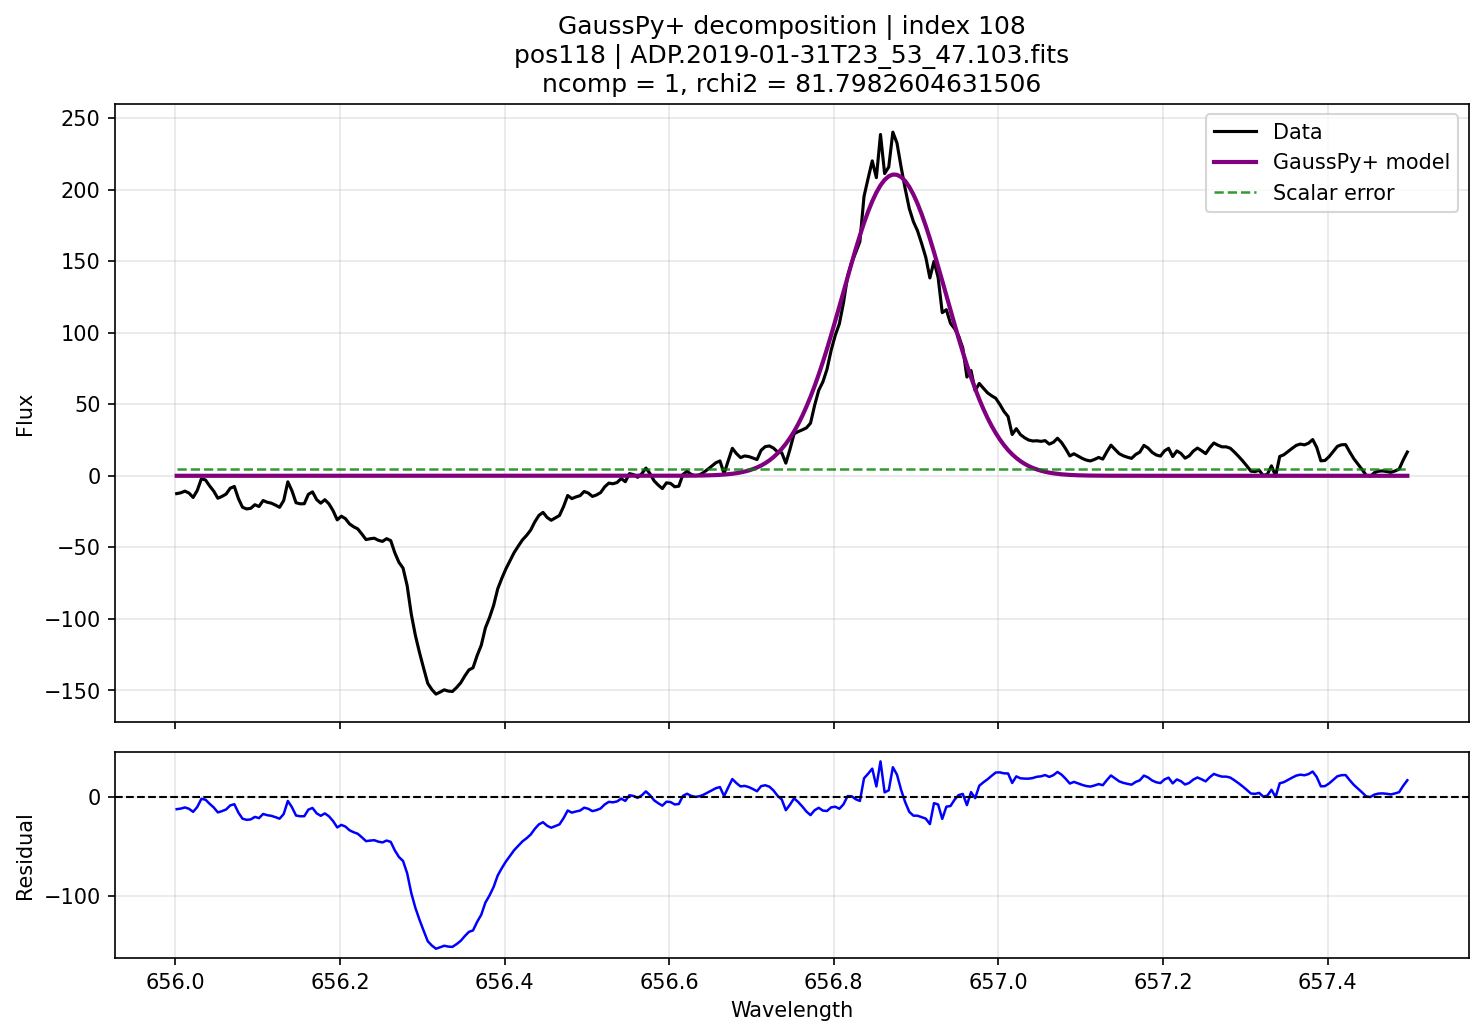 GaussPy+ decomposition | index 108
pos118 | ADP.2019-01-31T23_53_47.103.fits
ncomp = 1, rchi2 = 81.7982604631506
Data
GaussPy+ model
Scalar error
Flux
250
200
150
100
50
0
−50
−100
−150
Residual
0
−100
656.0 656.2 656.4 656.6 656.8 657.0 657.2 657.4
Wavelength